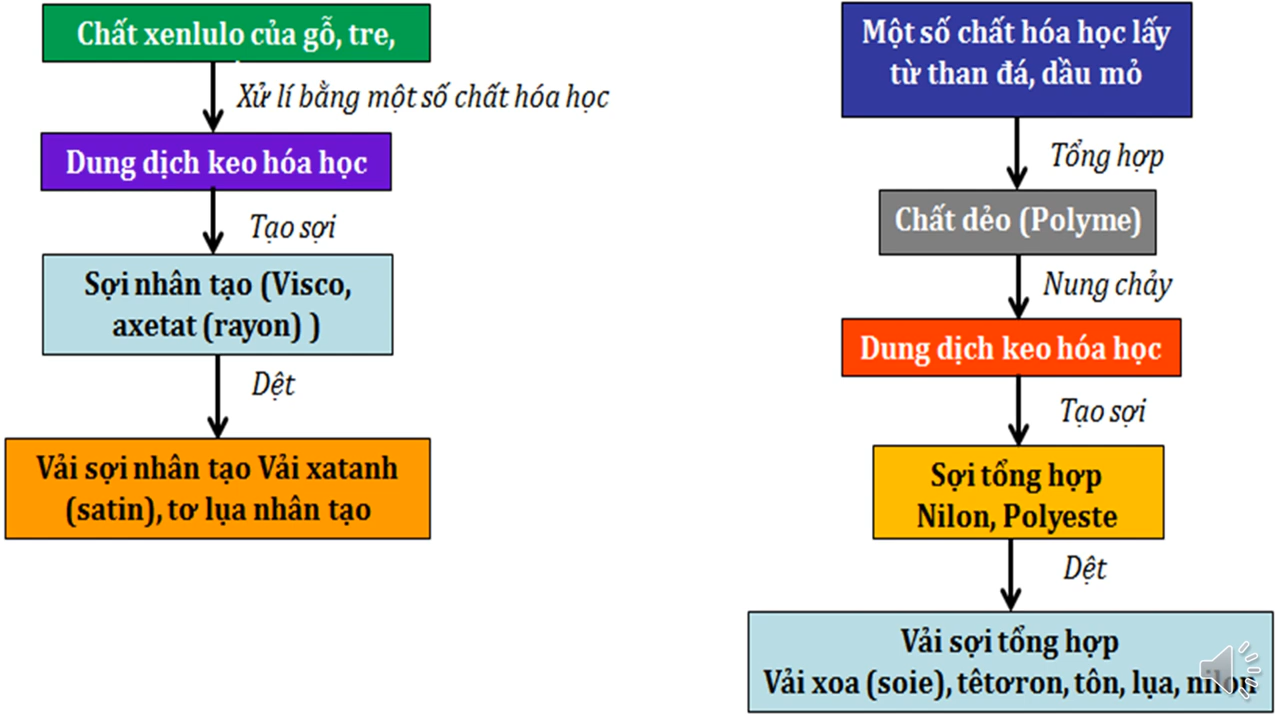 Chất xenlulo của gỗ, tre,
Xử lí bằng một số chất hóa học
Dung dịch keo hóa học
Tạo sợi
Sợi nhân tạo (Visco,
axetat (rayon) )
Dệt
Vải sợi nhân tạo Vải xatanh
(satin), tơ lụa nhân tạo
Một số chất hóa học lấy
từ than đá, dầu mỏ
Tổng hợp
Chất dẻo (Polyme)
Nung chảy
Dung dịch keo hóa học
Tạo sợi
Sợi tổng hợp
Nilon, Polyeste
Dệt
Vải sợi tổng hợp
Vải xoa (soie), têtơron, tôn, lụa, nilon